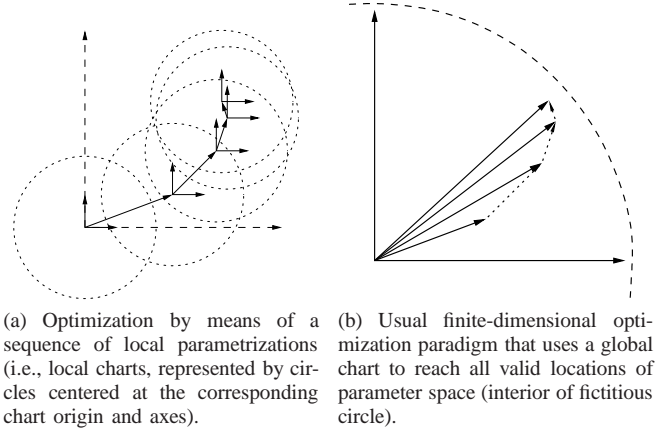 (a) Optimization by means of a
sequence of local parametrizations
(i.e., local charts, represented by cir-
cles centered at the corresponding
chart origin and axes).
(b) Usual finite-dimensional opti-
mization paradigm that uses a global
chart to reach all valid locations of
parameter space (interior of fictitious
circle).